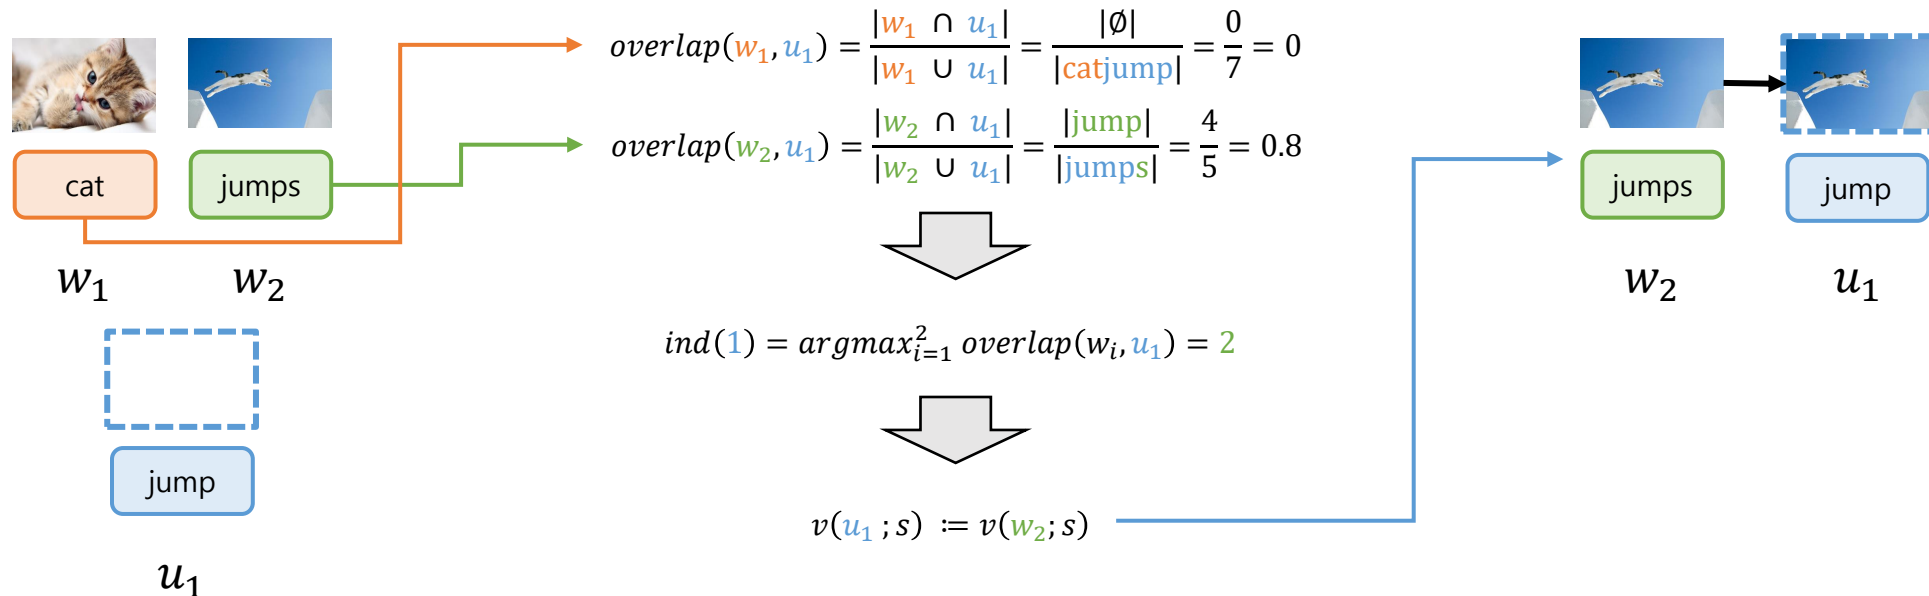 overlap(w₁, u₁) = |w₁ ∩ u₁| / |w₁ ∪ u₁| = |∅| / |catjump| = 0/7 = 0
cat
jumps
overlap(w₂, u₁) = |w₂ ∩ u₁| / |w₂ ∪ u₁| = |jump| / |jumps| = 4/5 = 0.8
jumps
jump
w₁
w₂
w₂
u₁
ind(1) = argmax²ᵢ₌₁ overlap(wᵢ, u₁) = 2
jump
v(u₁ ; s) ≔ v(w₂; s)
u₁